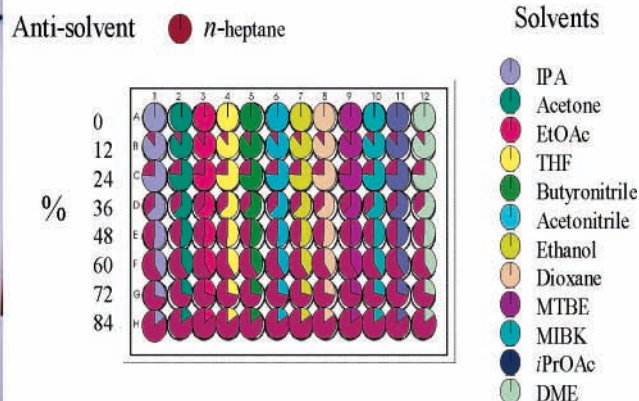 Anti-solvent
n-heptane
Solvents
1 2 3 4 5 6 7 8 9 10 11 12
A
B
C
D
E
F
G
H
0
12
24
36
48
60
72
84
%
IPA
Acetone
EtOAc
THF
Butyronitrile
Acetonitrile
Ethanol
Dioxane
MTBE
MIBK
iPrOAc
DME